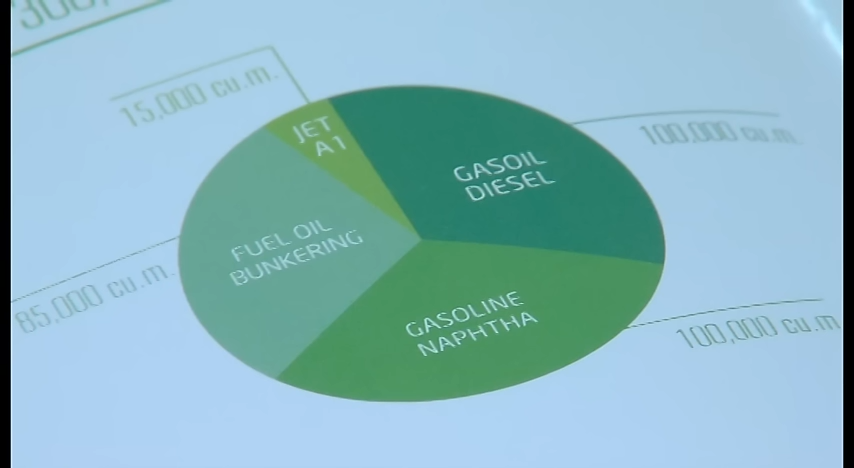 300,
15,000 cu.m.
JET
A1
GASOIL
DIESEL
100,000 cu.m.
FUEL OIL
BUNKERING
85,000 cu.m.
GASOLINE
NAPHTHA
100,000 cu.m